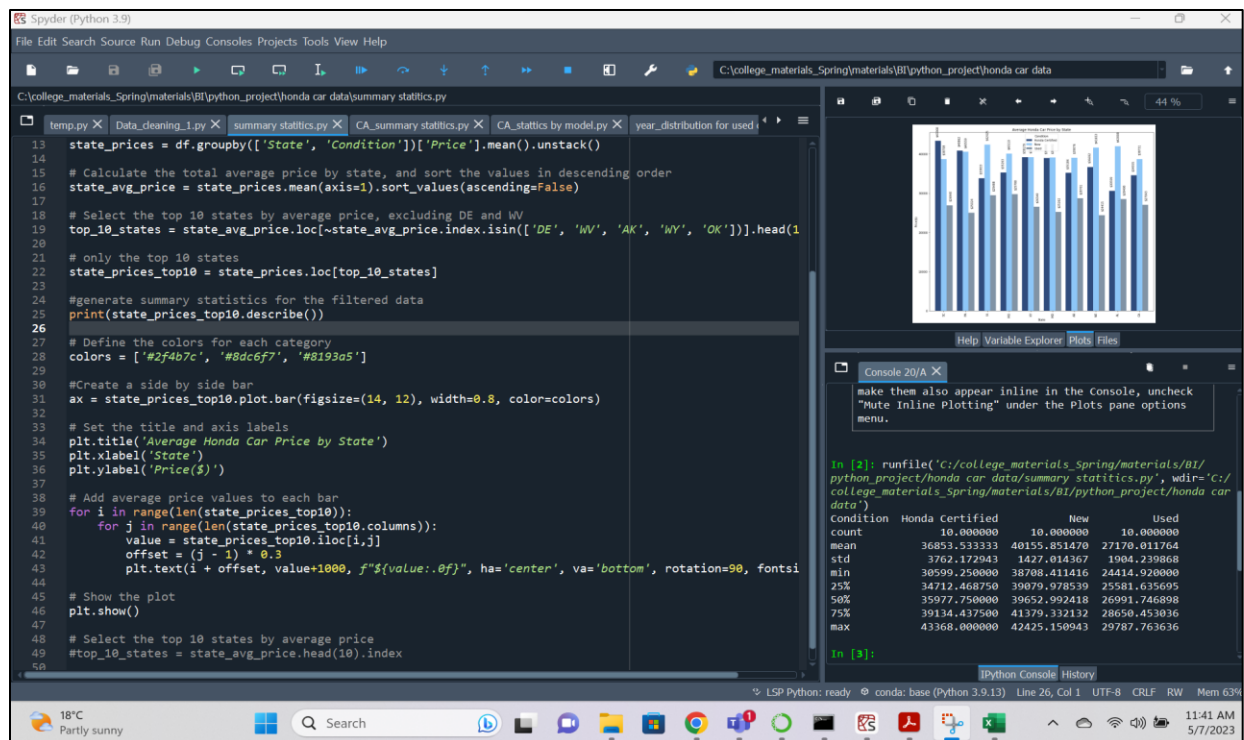 Spyder (Python 3.9)
File Edit Search Source Run Debug Consoles Projects Tools View Help
C:\college_materials_Spring\materials\BI\python_project\honda car data
C:\college_materials_Spring\materials\BI\python_project\honda car data\summary statitics.py
temp.py X Data_cleaning_1.py X summary statitics.py X CA_summary statitics.py X CA_stattics by model.py X year_distribution for used
13 state_prices = df.groupby(['State', 'Condition'])['Price'].mean().unstack()
14
15 # Calculate the total average price by state, and sort the values in descending order
16 state_avg_price = state_prices.mean(axis=1).sort_values(ascending=False)
17
18 # Select the top 10 states by average price, excluding DE and WV
19 top_10_states = state_avg_price.loc[~state_avg_price.index.isin(['DE', 'WV', 'AK', 'WY', 'OK'])].head(1
20
21 # only the top 10 states
22 state_prices_top10 = state_prices.loc[top_10_states]
23
24 #generate summary statistics for the filtered data
25 print(state_prices_top10.describe())
26
27 # Define the colors for each category
28 colors = ['#2f4b7c', '#8dc6f7', '#8193a5']
29
30 #Create a side by side bar
31 ax = state_prices_top10.plot.bar(figsize=(14, 12), width=0.8, color=colors)
32
33 # Set the title and axis labels
34 plt.title('Average Honda Car Price by State')
35 plt.xlabel('State')
36 plt.ylabel('Price($)')
37
38 # Add average price values to each bar
39 for i in range(len(state_prices_top10)):
40 for j in range(len(state_prices_top10.columns)):
41 value = state_prices_top10.iloc[i,j]
42 offset = (j - 1) * 0.3
43 plt.text(i + offset, value+1000, f"${value:.0f}", ha='center', va='bottom', rotation=90, fontsi
44
45 # Show the plot
46 plt.show()
47
48 # Select the top 10 states by average price
49 #top_10_states = state_avg_price.head(10).index
50
44 %
Average Honda Car Price by State
Condition
Honda Certified
New
Used
Help Variable Explorer Plots Files
Console 20/A X
make them also appear inline in the Console, uncheck
"Mute Inline Plotting" under the Plots pane options
menu.
In [2]: runfile('C:/college_materials_Spring/materials/BI/
python_project/honda car data/summary statitics.py', wdir='C:/
college_materials_Spring/materials/BI/python_project/honda car
data')
Condition Honda Certified New Used
count 10.000000 10.000000 10.000000
mean 36853.533333 40155.851470 27170.011764
std 3762.172943 1427.014367 1904.239868
min 30599.250000 38708.411416 24414.920000
25% 34712.468750 39079.978539 25581.635695
50% 35977.750000 39652.992418 26991.746898
75% 39134.437500 41379.332132 28650.453036
max 43368.000000 42425.150943 29787.763636
In [3]:
IPython Console History
LSP Python: ready conda: base (Python 3.9.13) Line 26, Col 1 UTF-8 CRLF RW Mem 63%
18°C
Partly sunny
Search
11:41 AM
5/7/2023